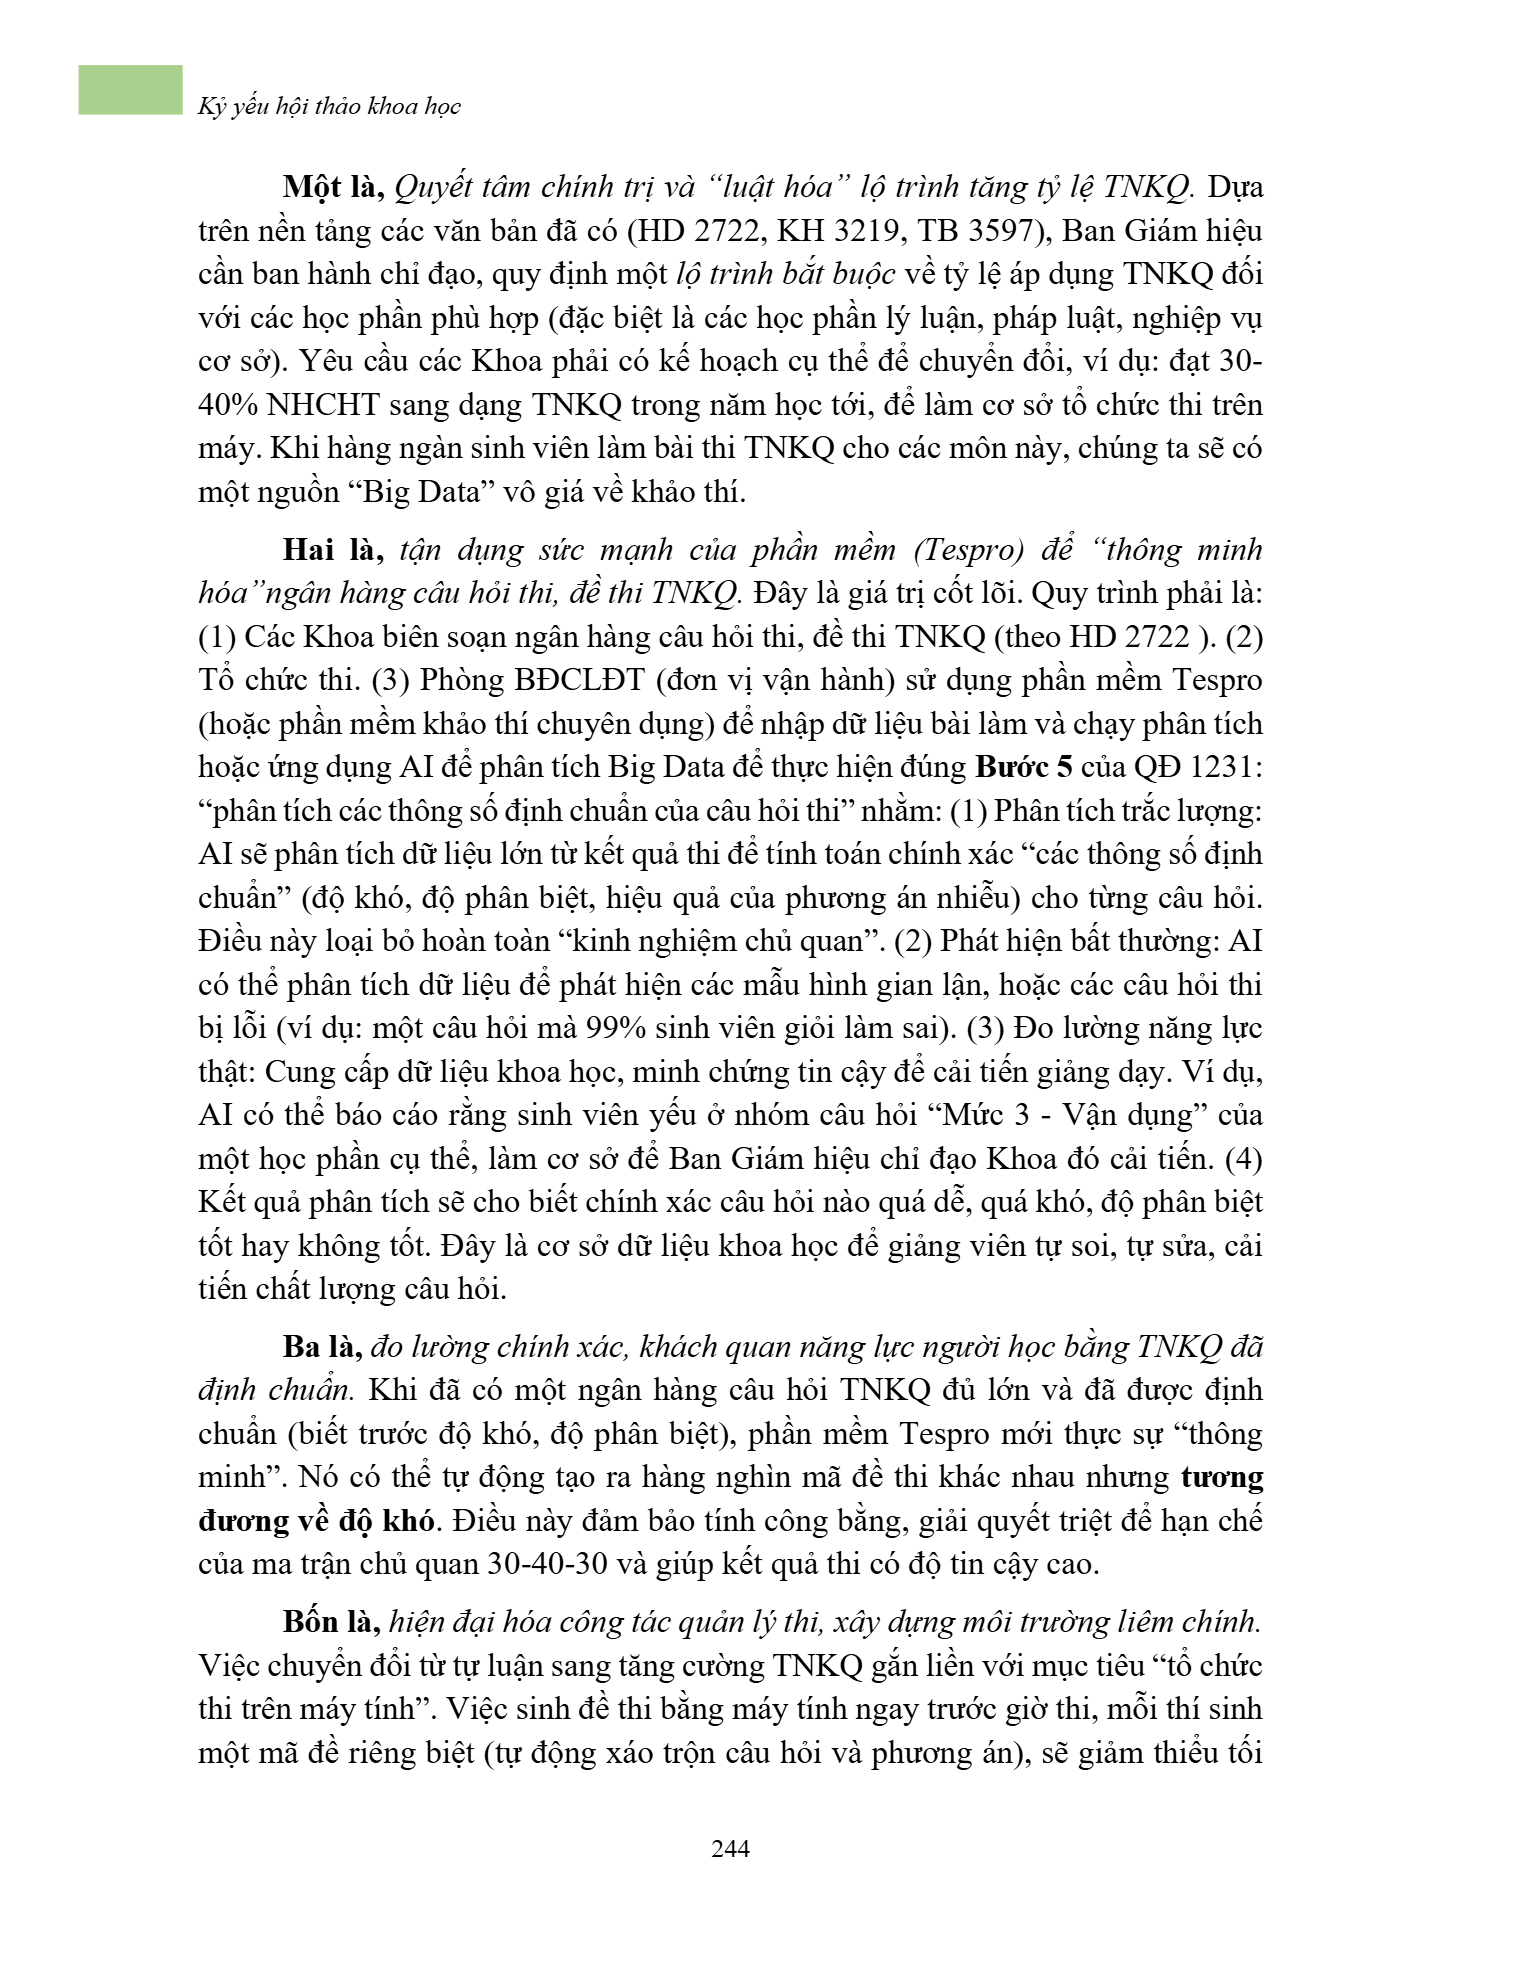 Kỷ yếu hội thảo khoa học
Một là, Quyết tâm chính trị và “luật hóa” lộ trình tăng tỷ lệ TNKQ. Dựa
trên nền tảng các văn bản đã có (HD 2722, KH 3219, TB 3597), Ban Giám hiệu
cần ban hành chỉ đạo, quy định một lộ trình bắt buộc về tỷ lệ áp dụng TNKQ đối
với các học phần phù hợp (đặc biệt là các học phần lý luận, pháp luật, nghiệp vụ
cơ sở). Yêu cầu các Khoa phải có kế hoạch cụ thể để chuyển đổi, ví dụ: đạt 30-
40% NHCHT sang dạng TNKQ trong năm học tới, để làm cơ sở tổ chức thi trên
máy. Khi hàng ngàn sinh viên làm bài thi TNKQ cho các môn này, chúng ta sẽ có
một nguồn “Big Data” vô giá về khảo thí.
Hai là, tận dụng sức mạnh của phần mềm (Tespro) để “thông minh
hóa”ngân hàng câu hỏi thi, đề thi TNKQ. Đây là giá trị cốt lõi. Quy trình phải là:
(1) Các Khoa biên soạn ngân hàng câu hỏi thi, đề thi TNKQ (theo HD 2722 ). (2)
Tổ chức thi. (3) Phòng BĐCLĐT (đơn vị vận hành) sử dụng phần mềm Tespro
(hoặc phần mềm khảo thí chuyên dụng) để nhập dữ liệu bài làm và chạy phân tích
hoặc ứng dụng AI để phân tích Big Data để thực hiện đúng Bước 5 của QĐ 1231:
“phân tích các thông số định chuẩn của câu hỏi thi” nhằm: (1) Phân tích trắc lượng:
AI sẽ phân tích dữ liệu lớn từ kết quả thi để tính toán chính xác “các thông số định
chuẩn” (độ khó, độ phân biệt, hiệu quả của phương án nhiễu) cho từng câu hỏi.
Điều này loại bỏ hoàn toàn “kinh nghiệm chủ quan”. (2) Phát hiện bất thường: AI
có thể phân tích dữ liệu để phát hiện các mẫu hình gian lận, hoặc các câu hỏi thi
bị lỗi (ví dụ: một câu hỏi mà 99% sinh viên giỏi làm sai). (3) Đo lường năng lực
thật: Cung cấp dữ liệu khoa học, minh chứng tin cậy để cải tiến giảng dạy. Ví dụ,
AI có thể báo cáo rằng sinh viên yếu ở nhóm câu hỏi “Mức 3 - Vận dụng” của
một học phần cụ thể, làm cơ sở để Ban Giám hiệu chỉ đạo Khoa đó cải tiến. (4)
Kết quả phân tích sẽ cho biết chính xác câu hỏi nào quá dễ, quá khó, độ phân biệt
tốt hay không tốt. Đây là cơ sở dữ liệu khoa học để giảng viên tự soi, tự sửa, cải
tiến chất lượng câu hỏi.
Ba là, đo lường chính xác, khách quan năng lực người học bằng TNKQ đã
định chuẩn. Khi đã có một ngân hàng câu hỏi TNKQ đủ lớn và đã được định
chuẩn (biết trước độ khó, độ phân biệt), phần mềm Tespro mới thực sự “thông
minh”. Nó có thể tự động tạo ra hàng nghìn mã đề thi khác nhau nhưng tương
đương về độ khó. Điều này đảm bảo tính công bằng, giải quyết triệt để hạn chế
của ma trận chủ quan 30-40-30 và giúp kết quả thi có độ tin cậy cao.
Bốn là, hiện đại hóa công tác quản lý thi, xây dựng môi trường liêm chính.
Việc chuyển đổi từ tự luận sang tăng cường TNKQ gắn liền với mục tiêu “tổ chức
thi trên máy tính”. Việc sinh đề thi bằng máy tính ngay trước giờ thi, mỗi thí sinh
một mã đề riêng biệt (tự động xáo trộn câu hỏi và phương án), sẽ giảm thiểu tối
244